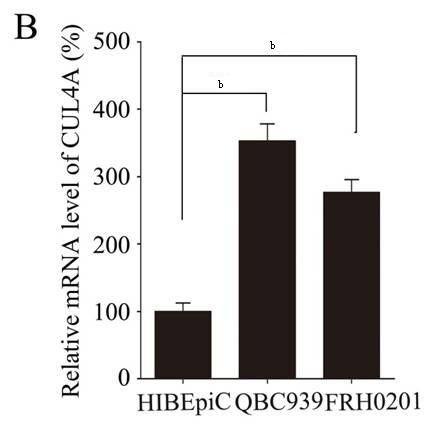 B
Relative mRNA level of CUL4A (%)
500
400
300
200
100
0
b
b
HIBEpiC QBC939 FRH0201